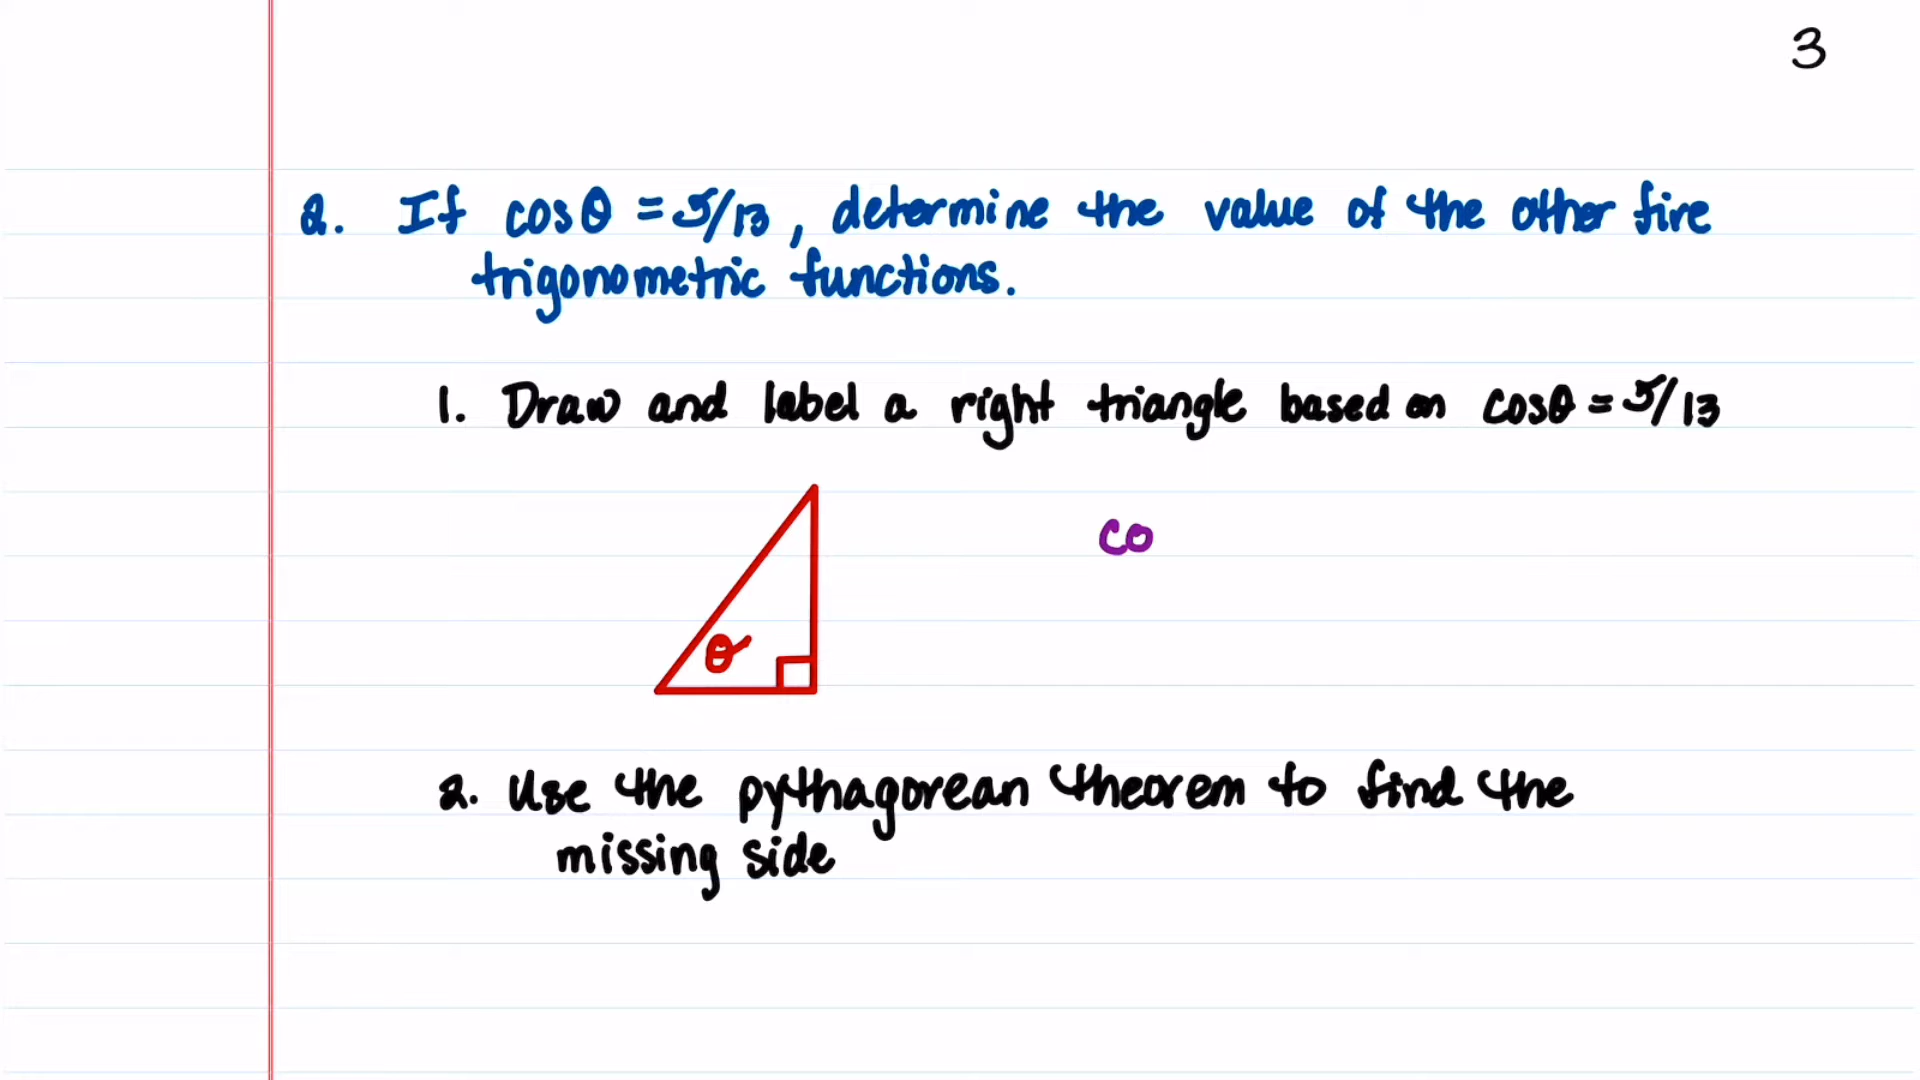 3
2. If cosθ = 5/13, determine the value of the other five
trigonometric functions.
1. Draw and label a right triangle based on cosθ = 5/13
co
θ
2. Use the pythagorean theorem to find the
missing side